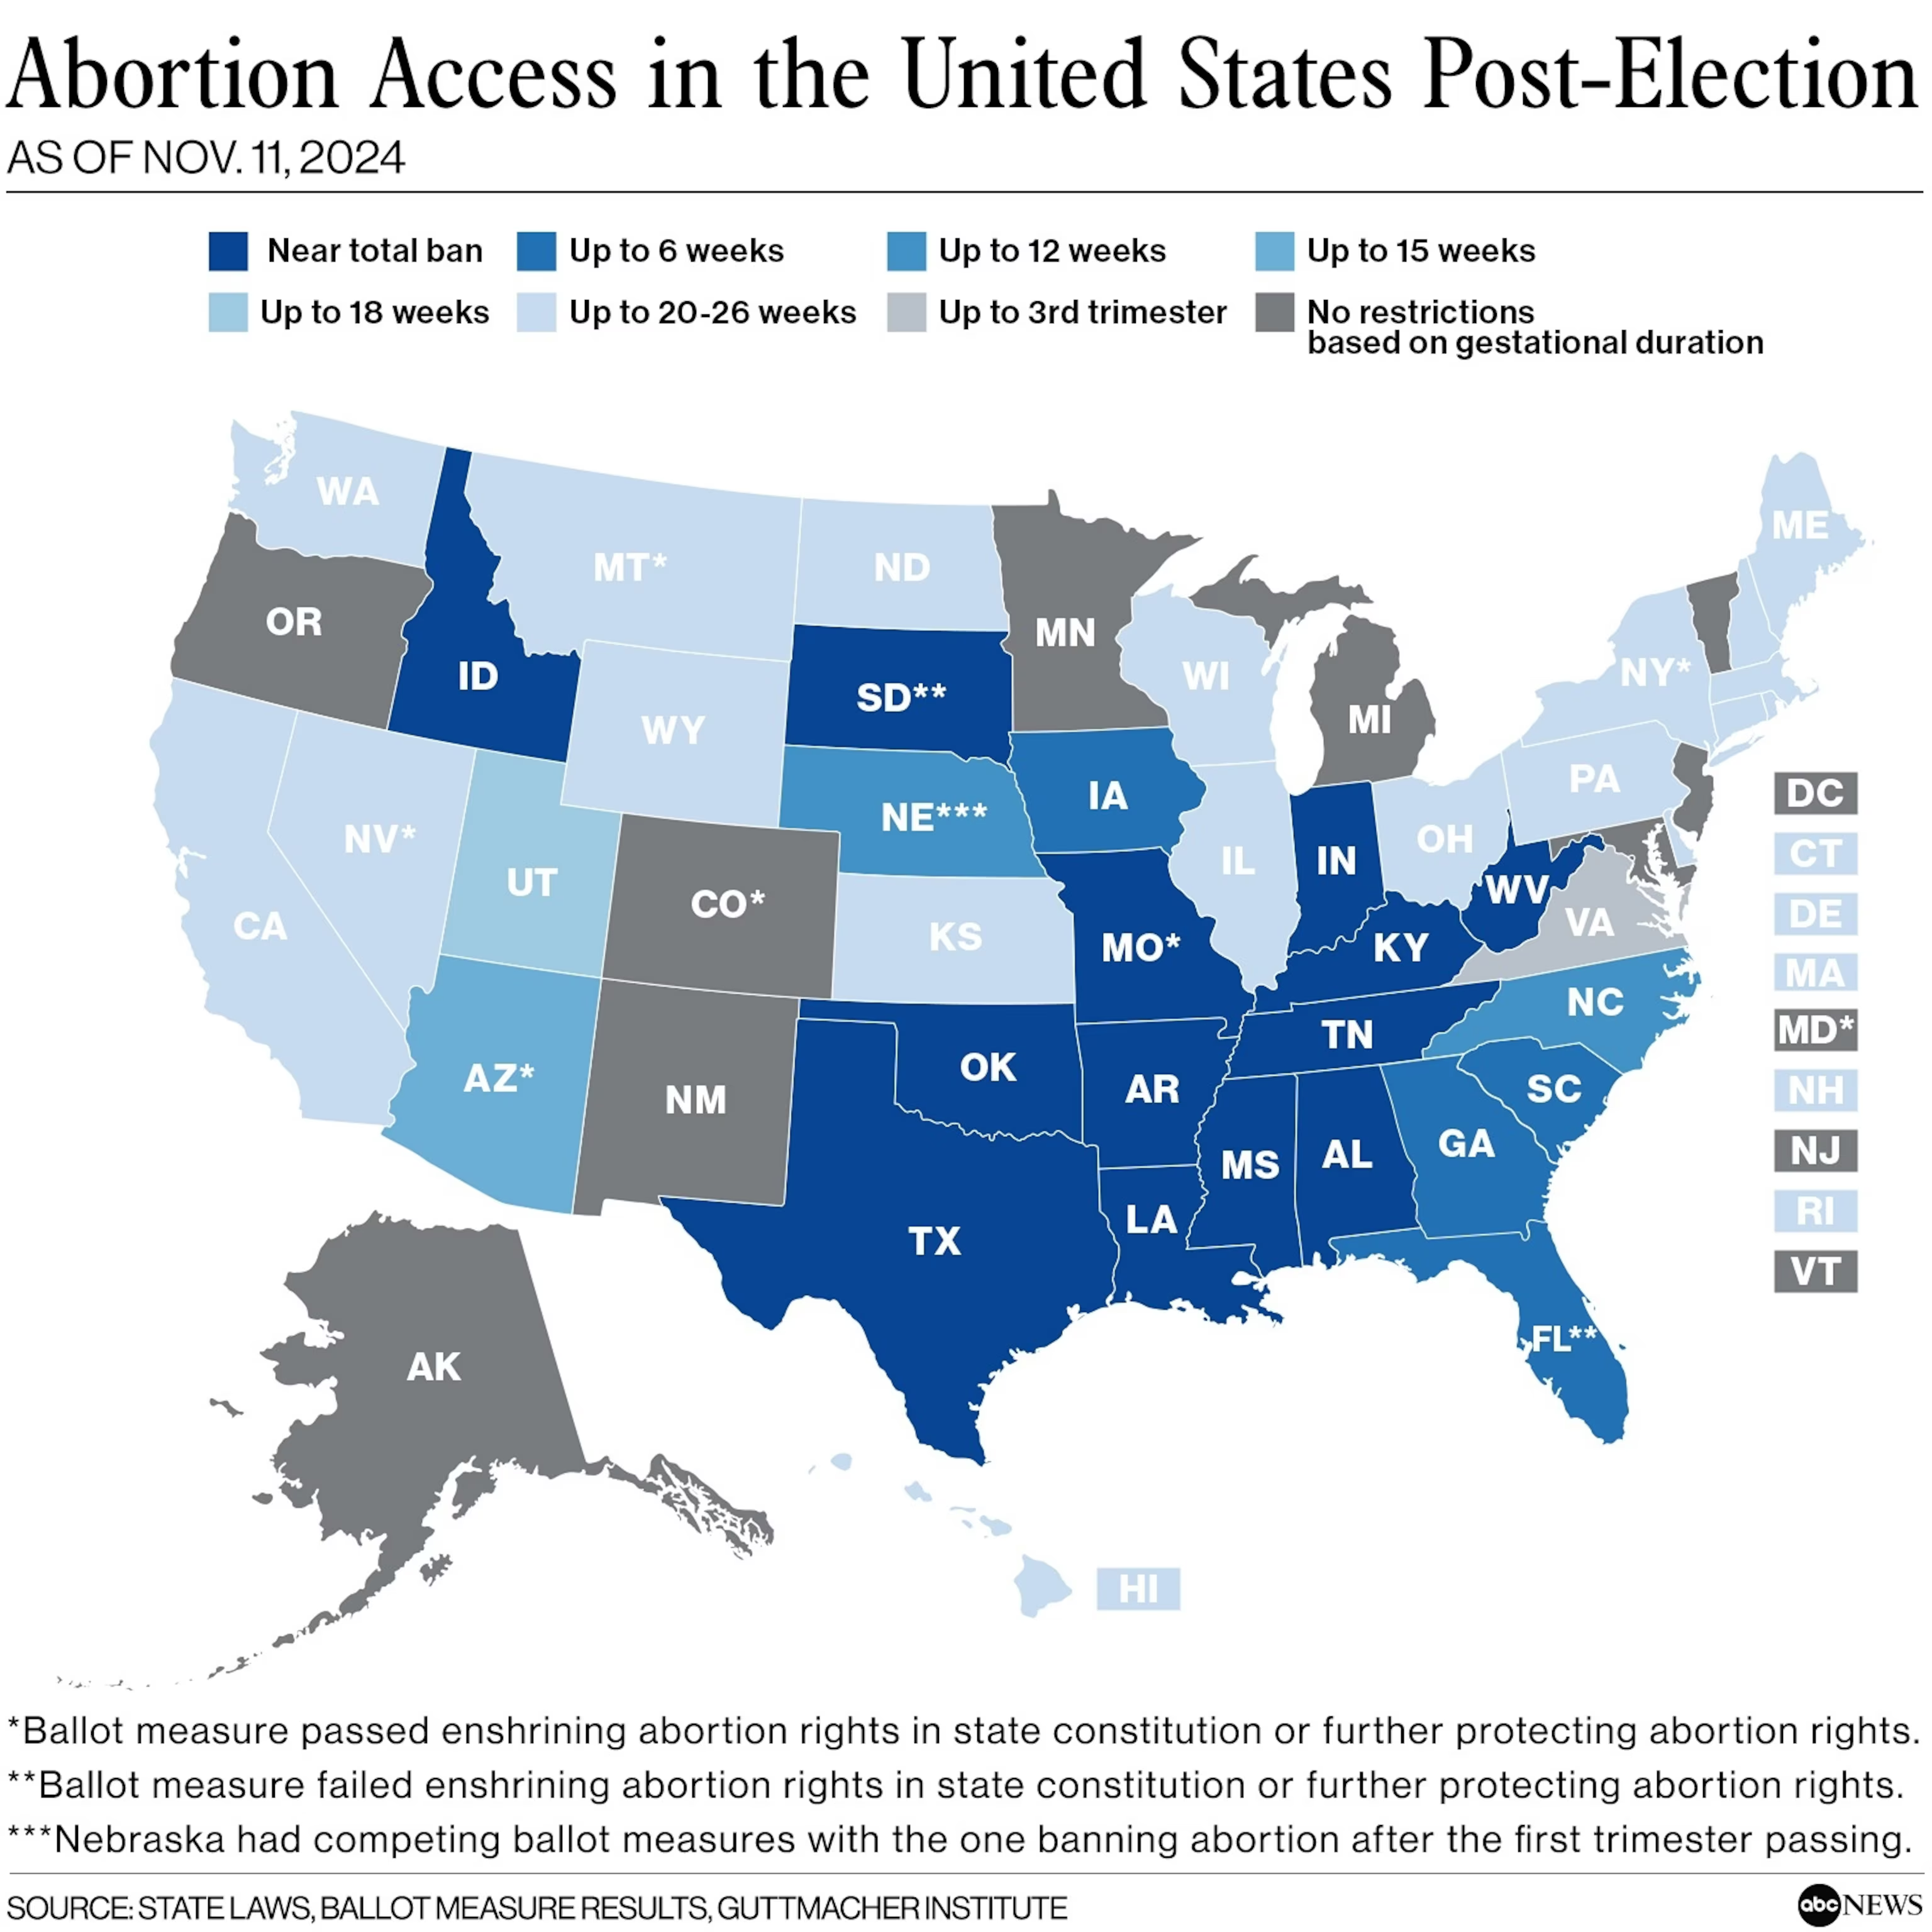 Abortion Access in the United States Post-Election
AS OF NOV. 11, 2024
Near total ban
Up to 6 weeks
Up to 12 weeks
Up to 15 weeks
Up to 18 weeks
Up to 20-26 weeks
Up to 3rd trimester
No restrictions
based on gestational duration
WA
MT*
ND
ME
OR
MN
ID
SD**
WI
NY*
WY
MI
IA
PA
DC
NE***
NV*
UT
IL
IN
OH
CT
CO*
WV
CA
KS
MO*
KY
VA
DE
MA
NC
TN
MD*
OK
AZ*
NM
AR
SC
NH
GA
MS
AL
NJ
LA
RI
TX
VT
FL**
AK
HI
*Ballot measure passed enshrining abortion rights in state constitution or further protecting abortion rights.
**Ballot measure failed enshrining abortion rights in state constitution or further protecting abortion rights.
***Nebraska had competing ballot measures with the one banning abortion after the first trimester passing.
SOURCE: STATE LAWS, BALLOT MEASURE RESULTS, GUTTMACHER INSTITUTE
abc NEWS